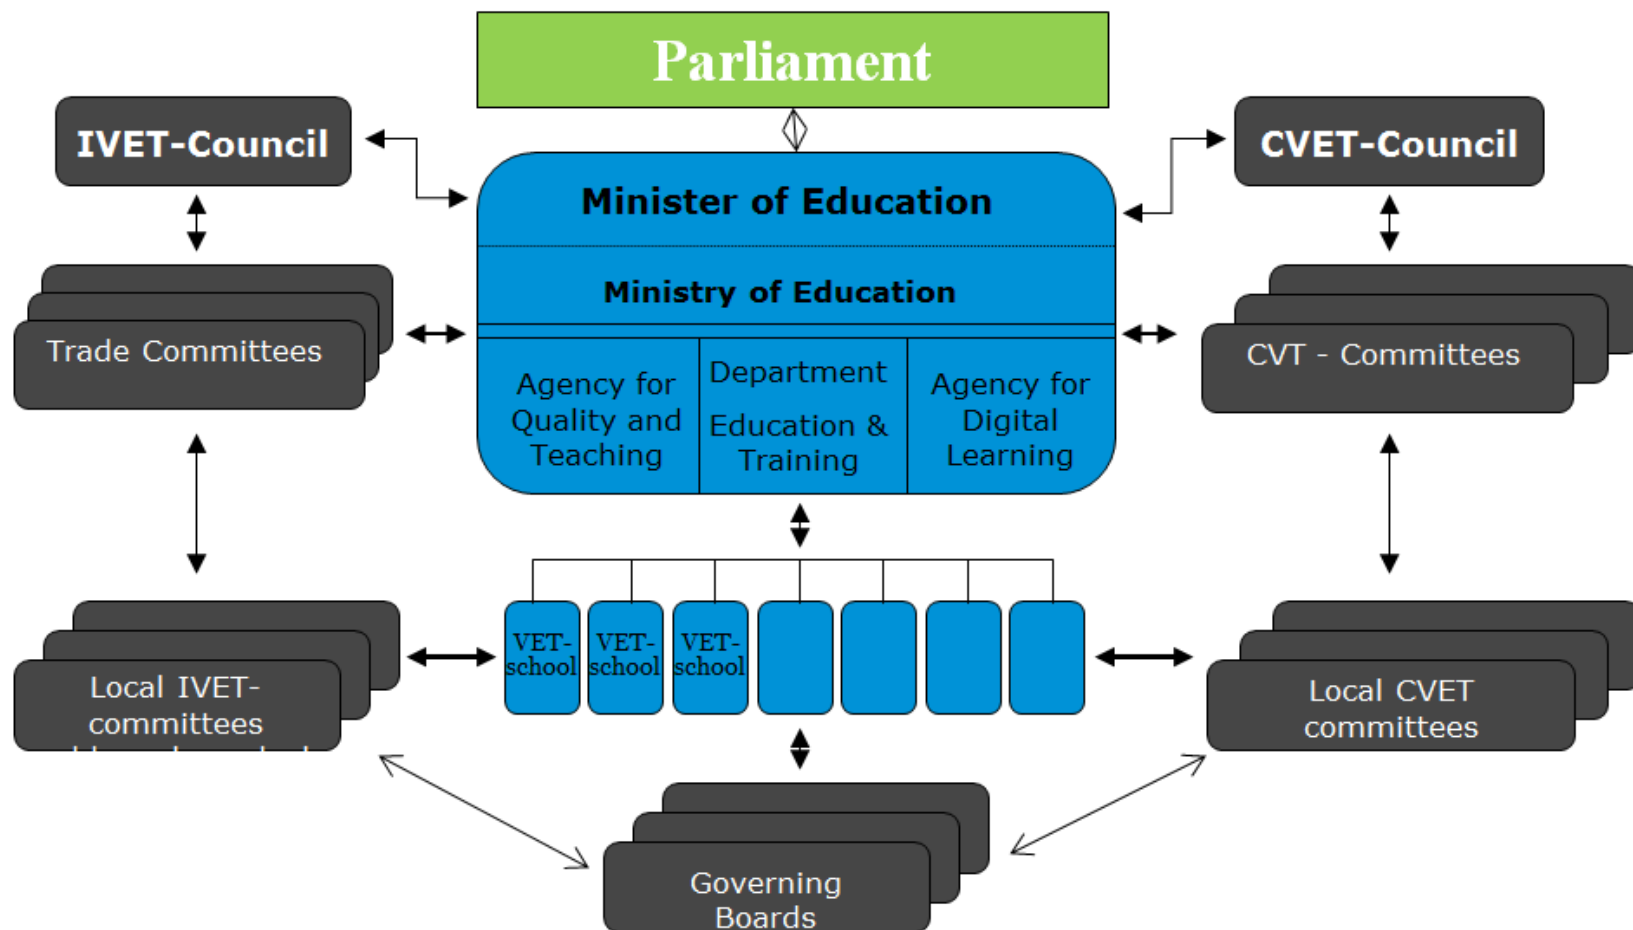 Parliament
IVET-Council
CVET-Council
Minister of Education
Ministry of Education
Trade Committees
CVT - Committees
Agency for
Quality and
Teaching
Department
Education &
Training
Agency for
Digital
Learning
VET-
school
VET-
school
VET-
school
Local IVET-
committees
Local CVET
committees
Governing
Boards